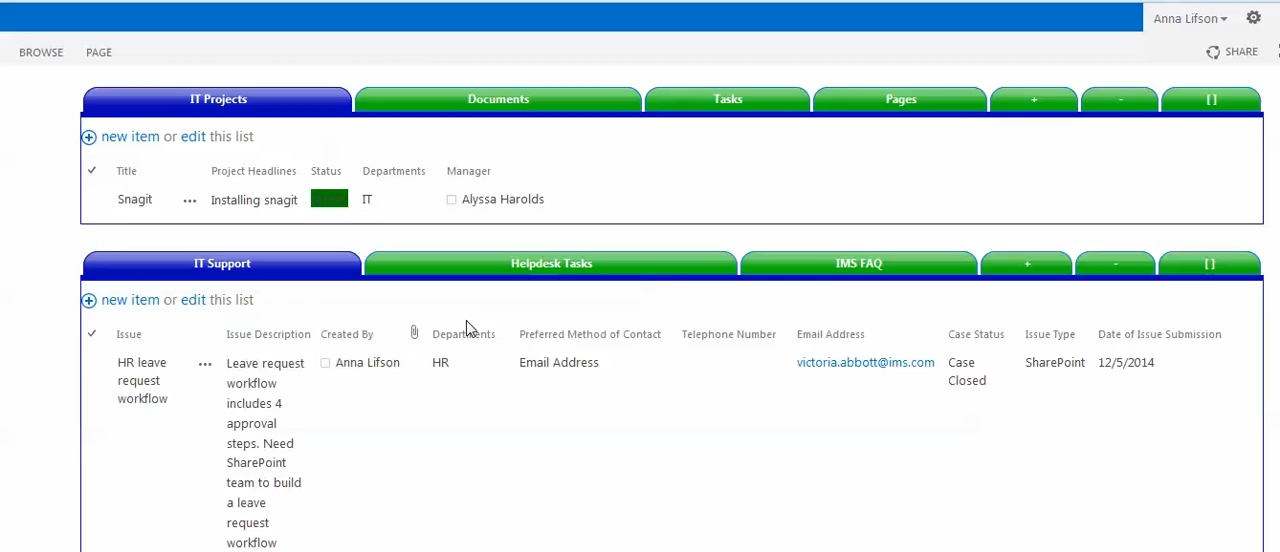 Anna Lifson
BROWSE PAGE SHARE
IT Projects Documents Tasks Pages + - [ ]
new item or edit this list
Title Project Headlines Status Departments Manager
Snagit ... Installing snagit IT Alyssa Harolds
IT Support Helpdesk Tasks IMS FAQ + - [ ]
new item or edit this list
Issue Issue Description Created By Departments Preferred Method of Contact Telephone Number Email Address Case Status Issue Type Date of Issue Submission
HR leave ... Leave request Anna Lifson HR Email Address victoria.abbott@ims.com Case SharePoint 12/5/2014
request workflow Closed
workflow includes 4
approval
steps. Need
SharePoint
team to build
a leave
request
workflow